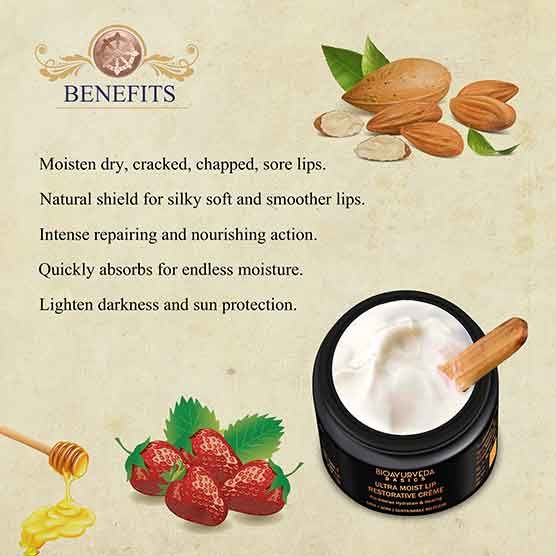 BENEFITS
Moisten dry, cracked, chapped, sore lips.
Natural shield for silky soft and smoother lips.
Intense repairing and nourishing action.
Quickly absorbs for endless moisture.
Lighten darkness and sun protection.
BIOAYURVEDA
BASICS
ULTRA MOIST LIP
RESTORATIVE CRÈME